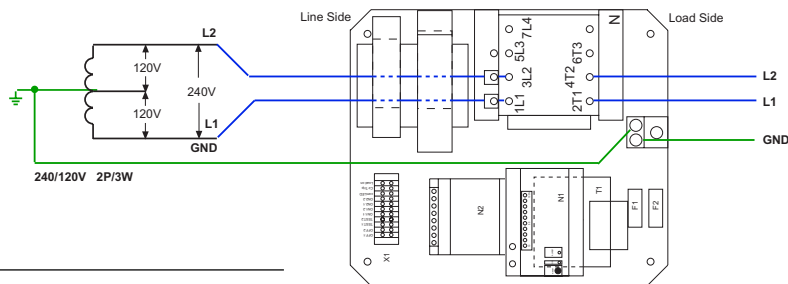 Line Side
Load Side
L2
120V
240V
120V
L1
GND
240/120V 2P/3W
1L1
3L2
5L3
7L4
2T1
4T2
6T3
N
L2
L1
GND
X1
N2
N1
T1
F1
F2